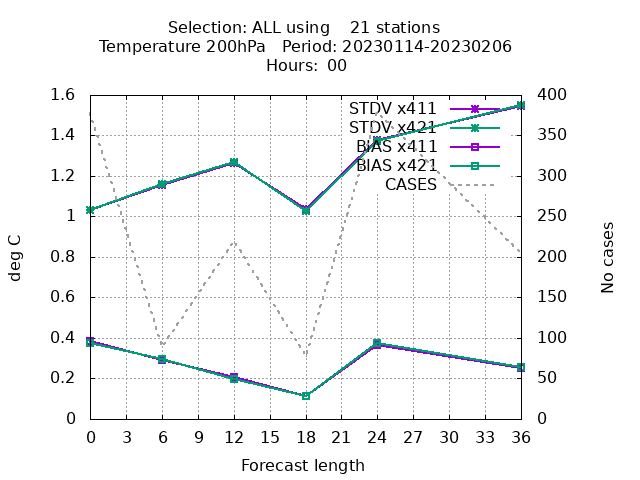 Selection: ALL using    21 stations
Temperature 200hPa   Period: 20230114-20230206
Hours:  00
1.6
1.4
1.2
1
0.8
0.6
0.4
0.2
0
deg C
STDV x411
STDV x421
BIAS x411
BIAS x421
CASES
400
350
300
250
200
150
100
50
0
No cases
0 3 6 9 12 15 18 21 24 27 30 33 36
Forecast length